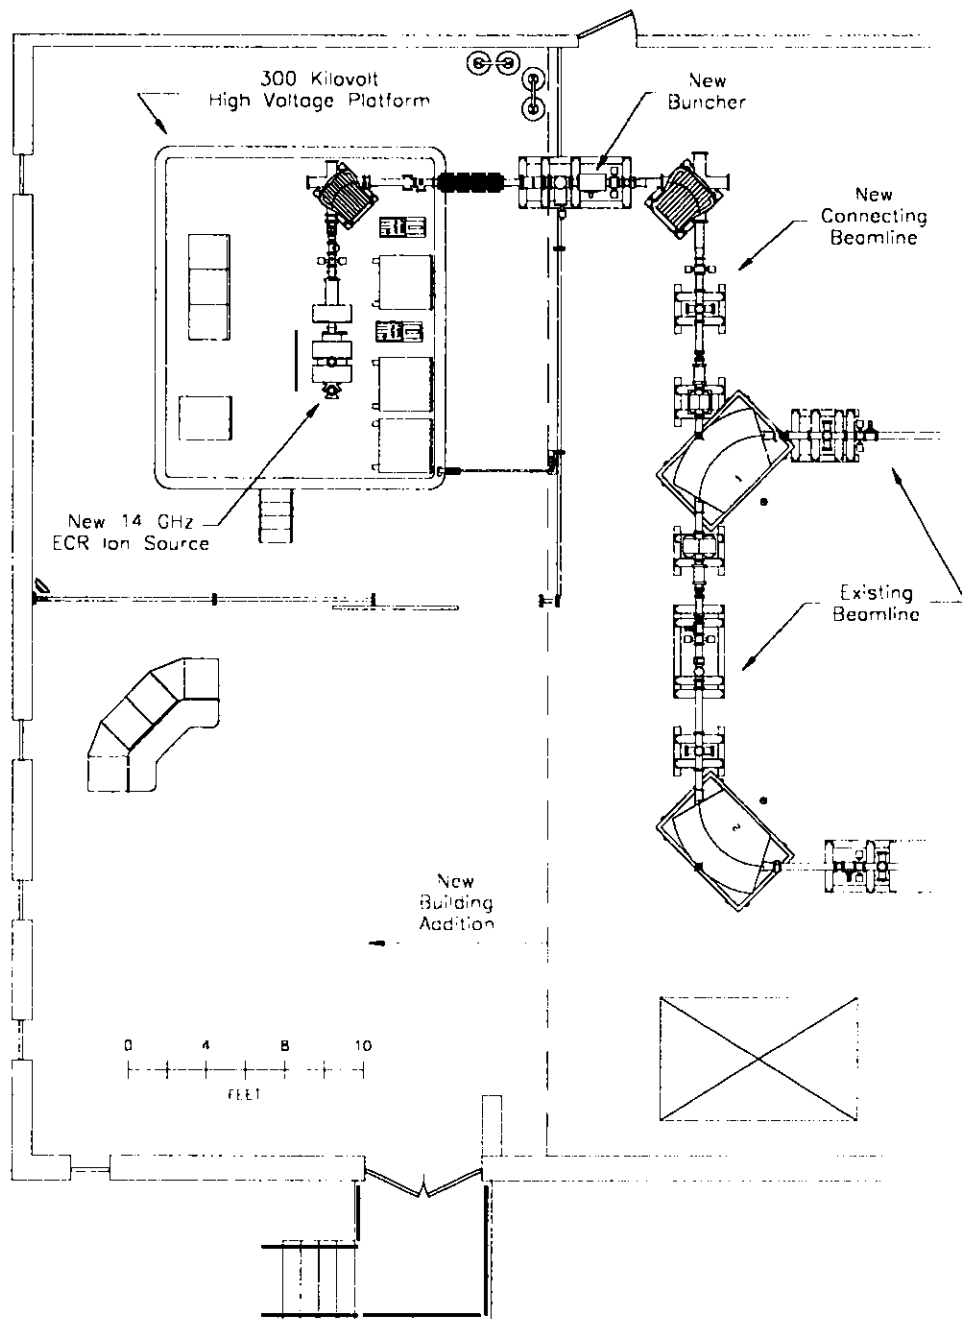 300 Kilovolt
High Voltage Platform
New
Buncher
New
Connecting
Beamline
1
New 14 GHz
ECR Ion Source
Existing
Beamline
2
New
Building
Addition
0 4 8 10
FEET